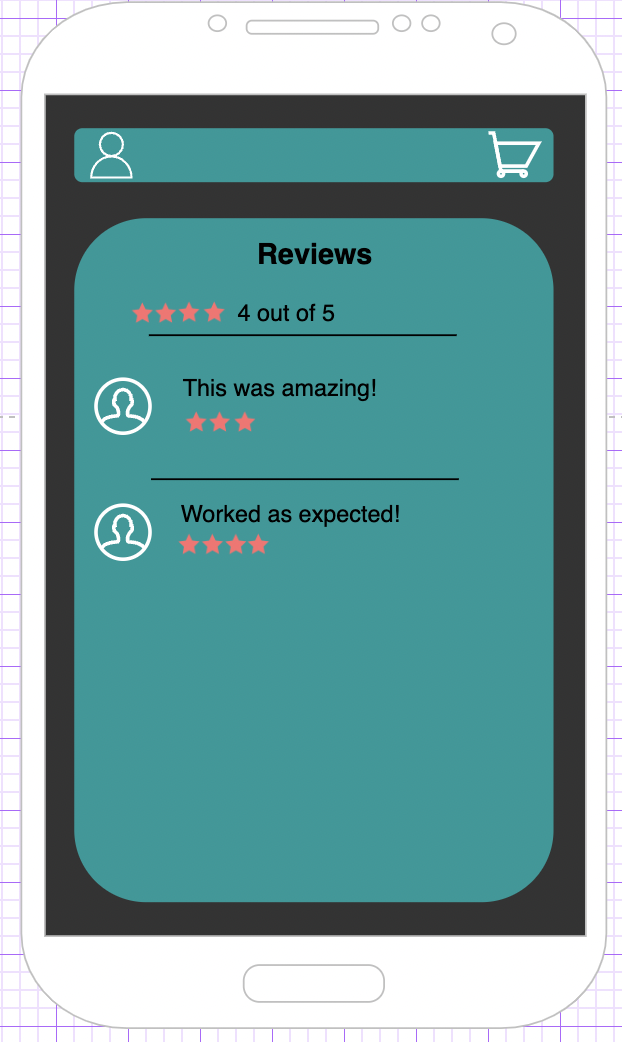 Reviews
4 out of 5
This was amazing!
Worked as expected!